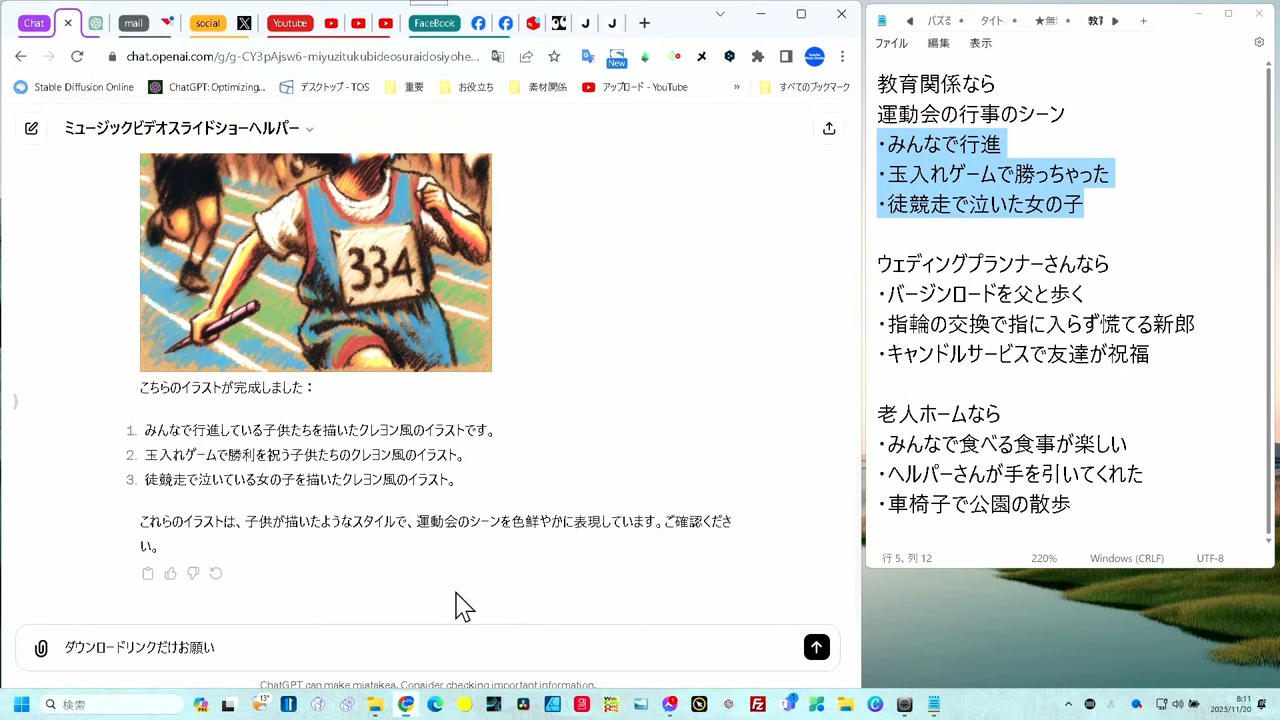 Chat
mail
social
Youtube
FaceBook
chat.openai.com/g/g-CY3pAjsw6-miyuzitukubideosuraidosiyohe...
New
Stable Diffusion Online
ChatGPT: Optimizing...
デスクトップ - TOS
重要
お役立ち
素材関係
アップロード - YouTube
»
すべてのブックマーク
ミュージックビデオスライドショーヘルパー
334
こちらのイラストが完成しました：
1. みんなで行進している子供たちを描いたクレヨン風のイラストです。
2. 玉入れゲームで勝利を祝う子供たちのクレヨン風のイラスト。
3. 徒競走で泣いている女の子を描いたクレヨン風のイラスト。
これらのイラストは、子供が描いたようなスタイルで、運動会のシーンを色鮮やかに表現しています。ご確認くださ
い。
ダウンロードリンクだけお願い
ChatGPT can make mistakes. Consider checking important information.
バズる
タイト
★無
教育
ファイル 編集 表示
教育関係なら
運動会の行事のシーン
・みんなで行進
・玉入れゲームで勝っちゃった
・徒競走で泣いた女の子
ウェディングプランナーさんなら
・バージンロードを父と歩く
・指輪の交換で指に入らず慌てる新郎
・キャンドルサービスで友達が祝福
老人ホームなら
・みんなで食べる食事が楽しい
・ヘルパーさんが手を引いてくれた
・車椅子で公園の散歩
行 5、列 12 220% Windows (CRLF) UTF-8
検索
13°
8:11
2023/11/20